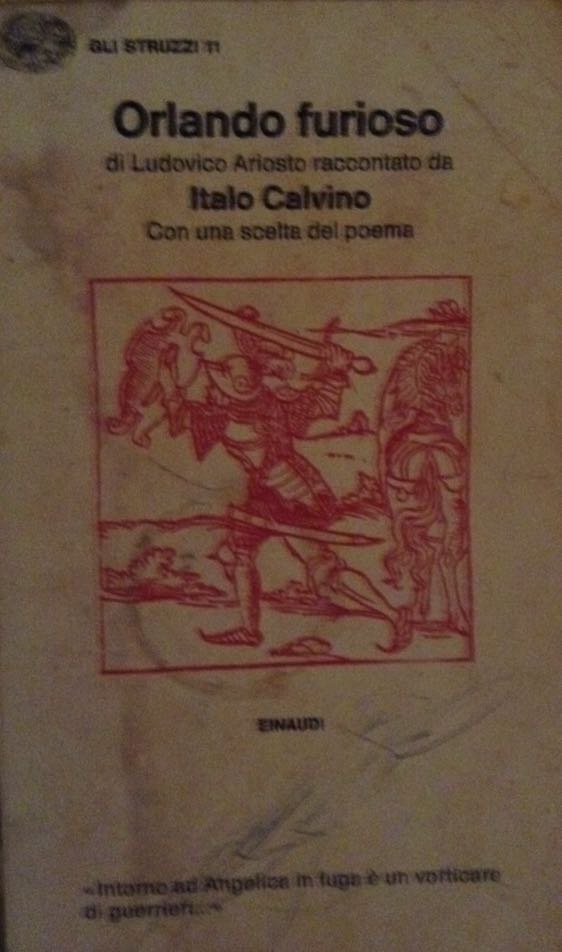 GLI STRUZZI 11
Orlando furioso
di Ludovico Ariosto raccontato da
Italo Calvino
Con una scelta del poema
EINAUDI
«Intorno ad Angelica in fuga è un vorticare
di guerrieri...»